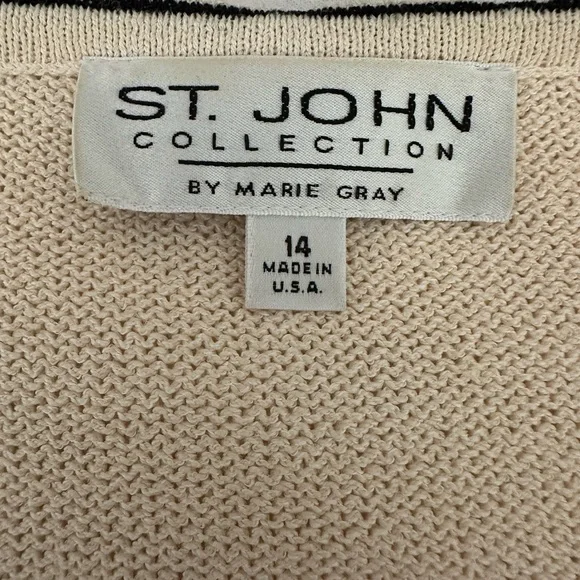 ST. JOHN
COLLECTION
BY MARIE GRAY
14
MADE IN
U.S.A.